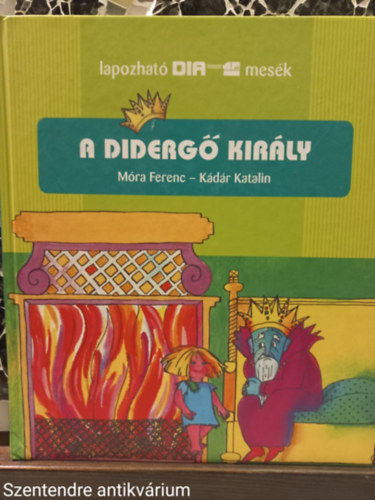 lapozható DIA mesék
A DIDERGŐ KIRÁLY
Móra Ferenc – Kádár Katalin
Szentendre antikvárium